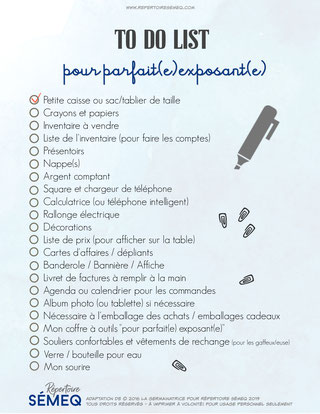 WWW.REPERTOIRESEMEQ.COM
TO DO LIST
pour parfait(e) exposant(e)
Petite caisse ou sac/tablier de taille
Crayons et papiers
Inventaire à vendre
Liste de l'inventaire (pour faire les comptes)
Présentoirs
Nappe(s)
Argent comptant
Square et chargeur de téléphone
Calculatrice (ou téléphone intelligent)
Rallonge électrique
Décorations
Liste de prix (pour afficher sur la table)
Cartes d'affaires / dépliants
Banderole / Bannière / Affiche
Livret de factures à remplir à la main
Agenda ou calendrier pour les commandes
Album photo (ou tablette) si nécessaire
Nécessaire à l'emballage des achats / emballages cadeaux
Mon coffre à outils "pour parfait(e) exposant(e)"
Souliers confortables et vêtements de rechange (pour les gaffeux/euse)
Verre / bouteille pour eau
Mon sourire
Répertoire
SÉMEQ
ADAPTATION DE © 2016 LA GERMANATRICE POUR RÉPERTOIRE SÉMEQ 2019
TOUS DROITS RÉSERVÉS - À IMPRIMER À VOLONTÉ POUR USAGE PERSONNEL SEULEMENT